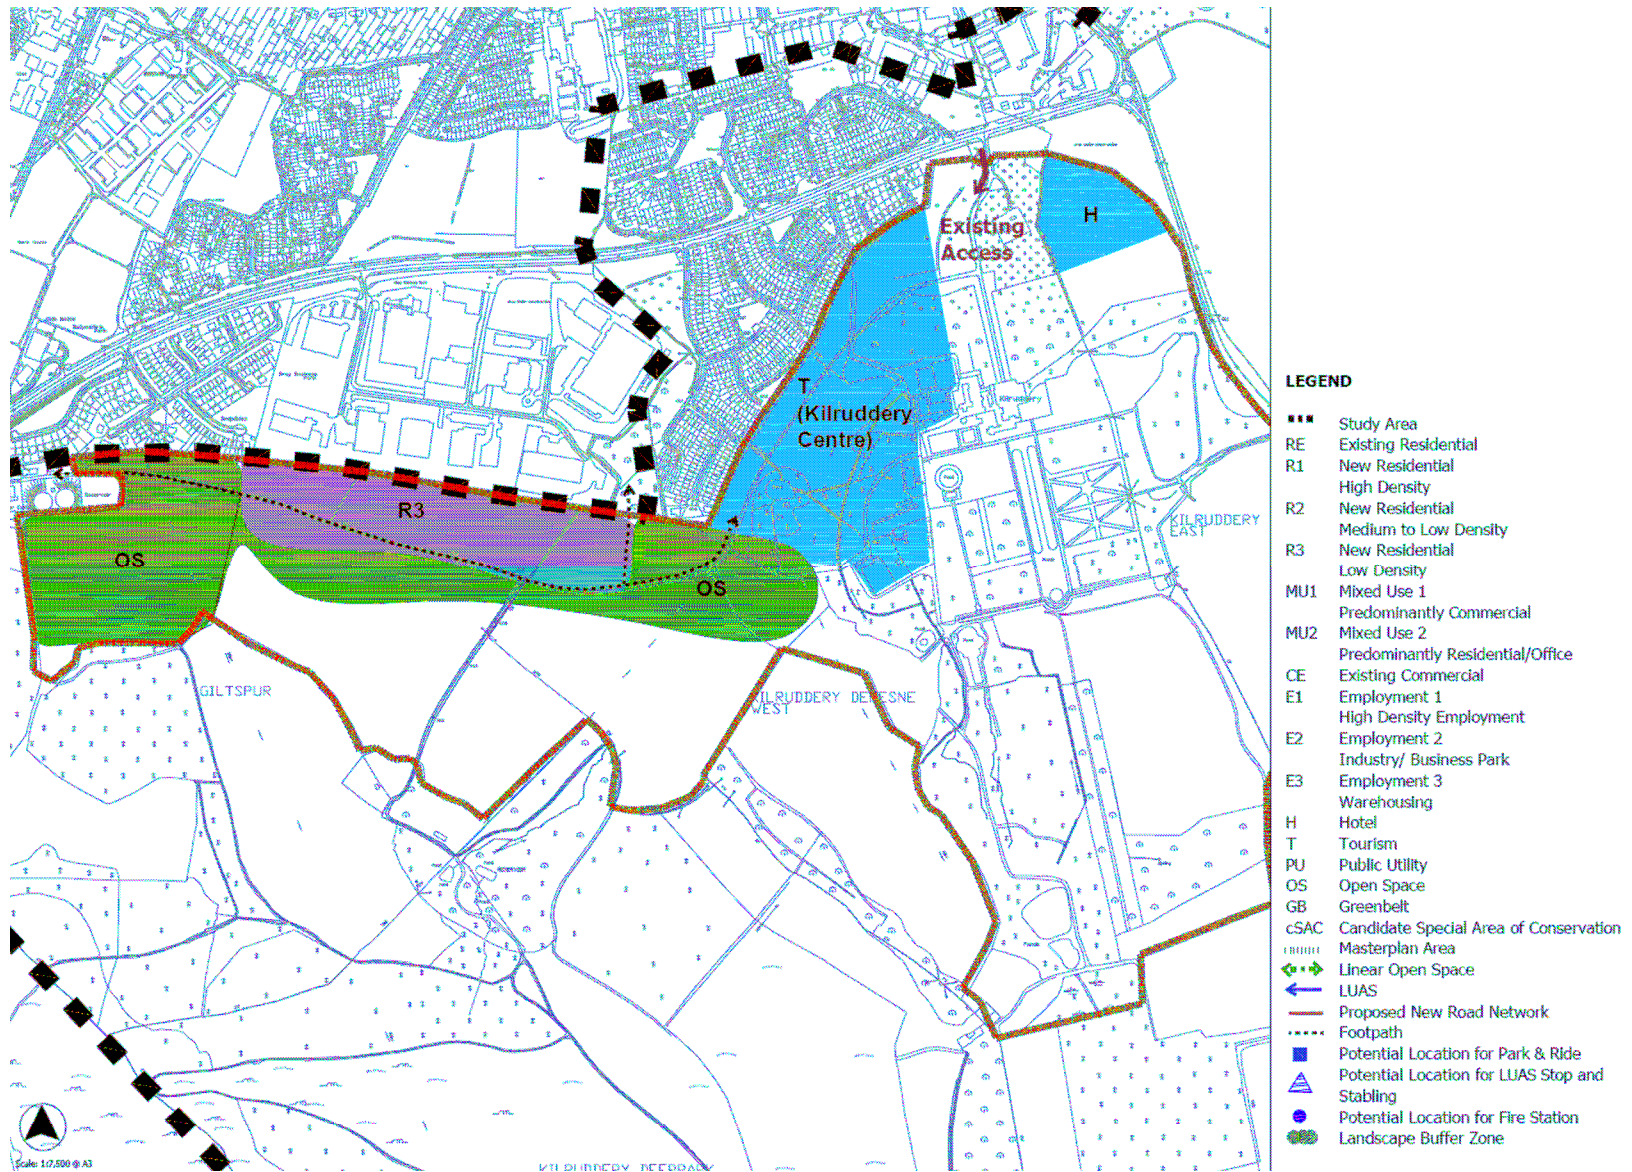 H
Existing
Access
T
(Kilruddery
Centre)
Kilruddery
R3
OS
OS
KILRUDDERY
EAST
GILTSPUR
KILRUDDERY DEMESNE
WEST
KILRUDDERY DEERPARK
Scale: 1:7,500 @ A3
LEGEND
Study Area
RE Existing Residential
R1 New Residential
High Density
R2 New Residential
Medium to Low Density
R3 New Residential
Low Density
MU1 Mixed Use 1
Predominantly Commercial
MU2 Mixed Use 2
Predominantly Residential/Office
CE Existing Commercial
E1 Employment 1
High Density Employment
E2 Employment 2
Industry/ Business Park
E3 Employment 3
Warehousing
H Hotel
T Tourism
PU Public Utility
OS Open Space
GB Greenbelt
cSAC Candidate Special Area of Conservation
Masterplan Area
Linear Open Space
LUAS
Proposed New Road Network
Footpath
Potential Location for Park & Ride
Potential Location for LUAS Stop and
Stabling
Potential Location for Fire Station
Landscape Buffer Zone